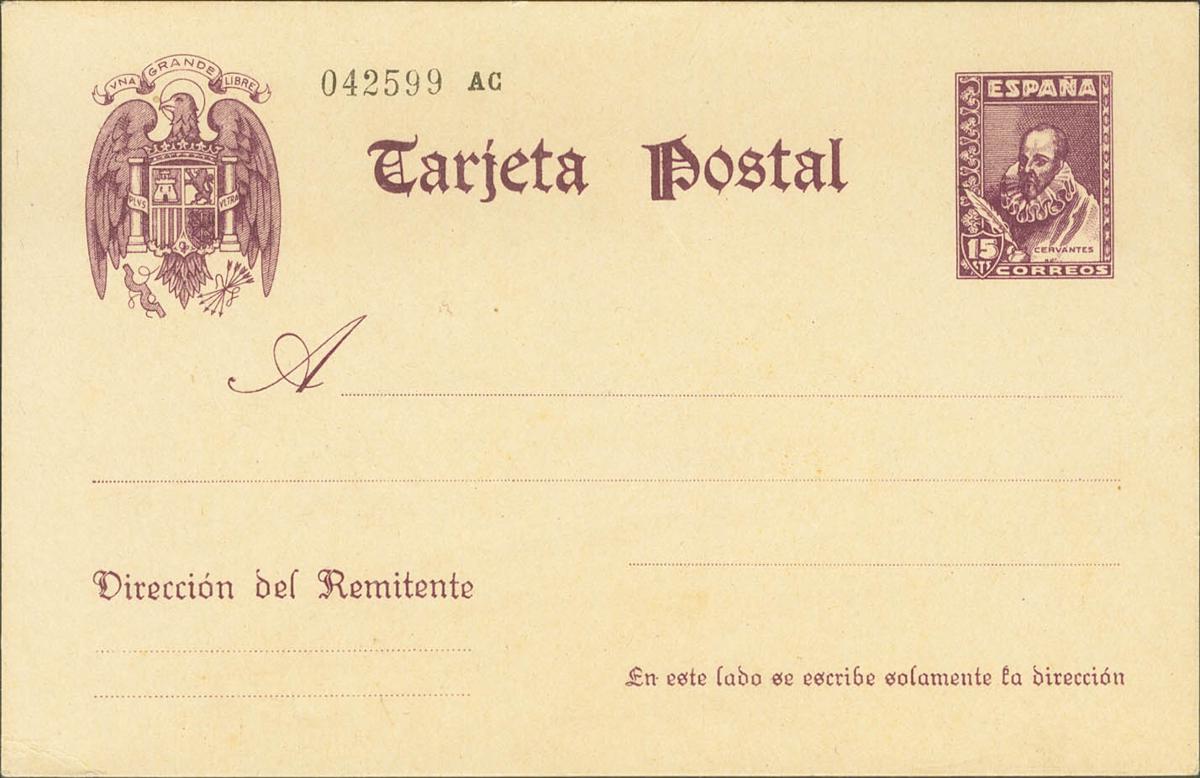 VNA GRANDE LIBRE
042599 AC
Tarjeta Postal
PLVS VLTRA
ESPAÑA
CERVANTES
15 CTS
CORREOS
A
Dirección del Remitente
En este lado se escribe solamente ka dirección